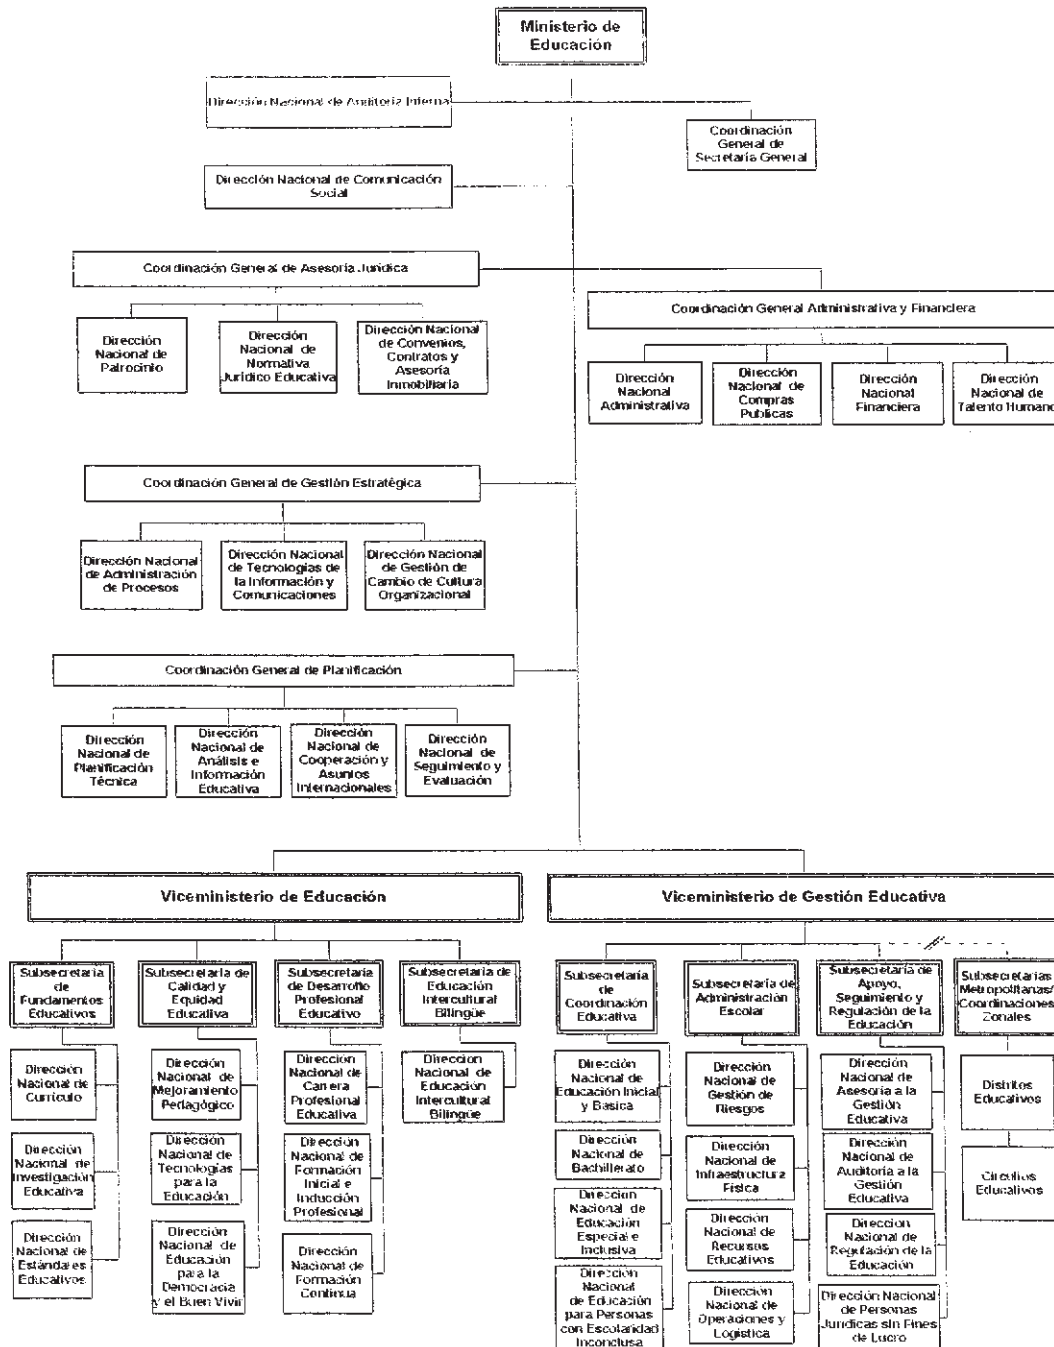 Ministerio de
Educación
Dirección Nacional de Auditoría Interna
Coordinación
General de
Secretaría General
Dirección Nacional de Comunicación
Social
Coordinación General de Asesoría Jurídica
Coordinación General Administrativa y Financiera
Dirección
Nacional de
Patrocinio
Dirección
Nacional de
Normativa
Jurídico Educativa
Dirección Nacional
de Convenios,
Contratos y
Asesoría
Inmobiliaria
Dirección
Nacional
Administrativa
Dirección
Nacional de
Compras
Publicas
Dirección
Nacional
Financiera
Dirección
Nacional de
Talento Humano
Coordinación General de Gestión Estratégica
Dirección Nacional
de Administración
de Procesos
Dirección Nacional
de Tecnologías de
la Información y
Comunicaciones
Dirección Nacional
de Gestión de
Cambio de Cultura
Organizacional
Coordinación General de Planificación
Dirección
Nacional de
Planificación
Técnica
Dirección
Nacional de
Análisis e
Información
Educativa
Dirección
Nacional de
Cooperación y
Asuntos
Internacionales
Dirección
Nacional de
Seguimiento y
Evaluación
Viceministerio de Educación
Viceministerio de Gestión Educativa
Subsecretaría
de
Fundamentos
Educativos
Subsecretaría de
Calidad y
Equidad
Educativa
Subsecretaría
de Desarrollo
Profesional
Educativo
Subsecretaría de
Educación
Intercultural
Bilingüe
Subsecretaría
de
Coordinación
Educativa
Subsecretaría de
Administración
Escolar
Subsecretaría de
Apoyo,
Seguimiento y
Regulación de la
Educación
Subsecretarías
Metropolitanas/
Coordinaciones
Zonales
Dirección
Nacional de
Currículo
Dirección
Nacional de
Investigación
Educativa
Dirección
Nacional de
Estándares
Educativos
Dirección
Nacional de
Mejoramiento
Pedagógico
Dirección
Nacional de
Tecnologías
para la
Educación
Dirección
Nacional de
Educación
para la
Democracia
y el Buen Vivir
Dirección
Nacional de
Carrera
Profesional
Educativa
Dirección
Nacional de
Formación
Inicial e
Inducción
Profesional
Dirección
Nacional de
Formación
Continua
Direccion
Nacional de
Educación
Intercultural
Bilingüe
Dirección
Nacional de
Educación Inicial
y Basica
Dirección
Nacional de
Bachillerato
Dirección
Nacional de
Educación
Especial e
Inclusiva
Dirección
Nacional
de Educación
para Personas
con Escolaridad
Inconclusa
Dirección
Nacional de
Gestión de
Riesgos
Dirección
Nacional de
Infraestructura
Física
Dirección
Nacional de
Recursos
Educativos
Dirección
Nacional de
Operaciones y
Logística
Dirección
Nacional de
Asesoría a la
Gestión
Educativa
Dirección
Nacional de
Auditoría a la
Gestión
Educativa
Direccion
Nacional de
Regulación de la
Educación
Dirección Nacional
de Personas
Jurídicas sin Fines
de Lucro
Distritos
Educativos
Circuitos
Educativos